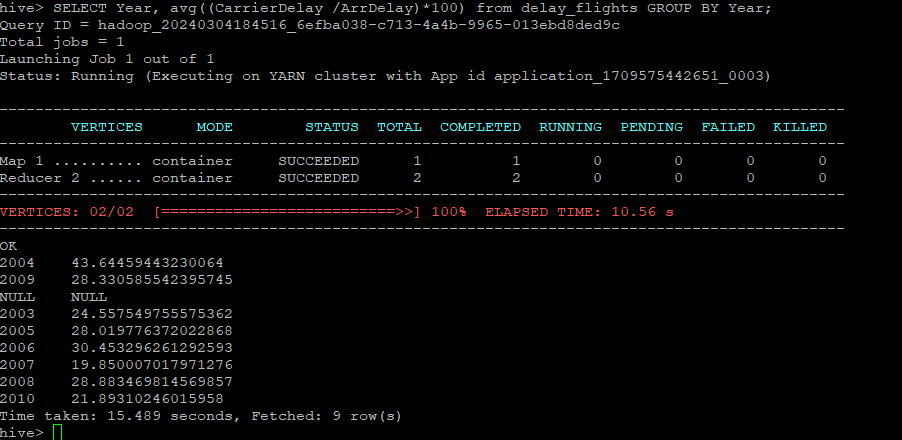 hive> SELECT Year, avg((CarrierDelay /ArrDelay)*100) from delay_flights GROUP BY Year;
Query ID = hadoop_20240304184516_6efba038-c713-4a4b-9965-013ebd8ded9c
Total jobs = 1
Launching Job 1 out of 1
Status: Running (Executing on YARN cluster with App id application_1709575442651_0003)
----------------------------------------------------------------------------------------------
VERTICES MODE STATUS TOTAL COMPLETED RUNNING PENDING FAILED KILLED
----------------------------------------------------------------------------------------------
Map 1 .......... container SUCCEEDED 1 1 0 0 0 0
Reducer 2 ...... container SUCCEEDED 2 2 0 0 0 0
----------------------------------------------------------------------------------------------
VERTICES: 02/02 [==========================>>] 100% ELAPSED TIME: 10.56 s
----------------------------------------------------------------------------------------------
OK
2004 43.64459443230064
2009 28.330585542395745
NULL NULL
2003 24.557549755575362
2005 28.019776372022868
2006 30.453296261292593
2007 19.850007017971276
2008 28.883469814569857
2010 21.89310246015958
Time taken: 15.489 seconds, Fetched: 9 row(s)
hive>